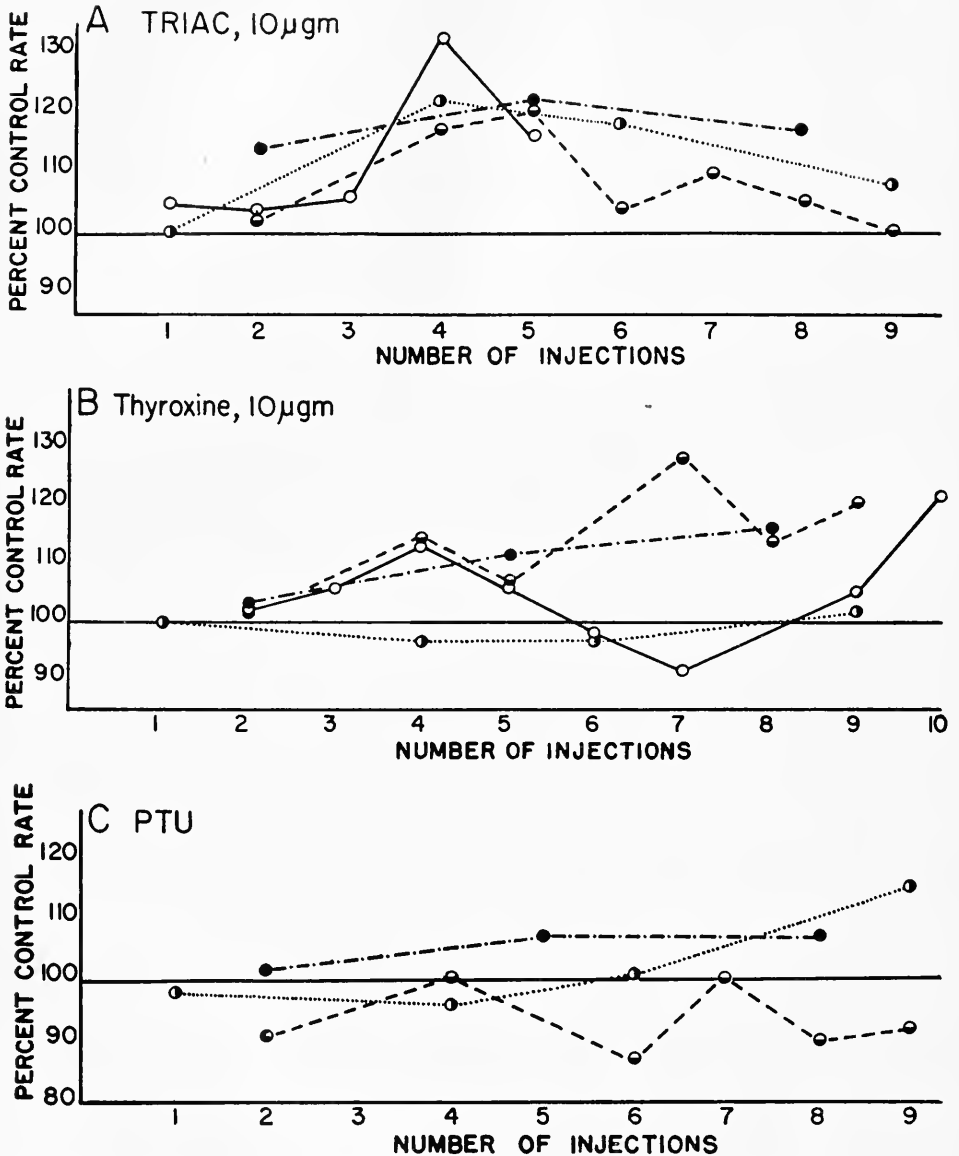 A TRIAC, 10μgm
PERCENT CONTROL RATE
130
120
110
100
90
1 2 3 4 5 6 7 8 9
NUMBER OF INJECTIONS
B Thyroxine, 10μgm
PERCENT CONTROL RATE
130
120
110
100
90
1 2 3 4 5 6 7 8 9 10
NUMBER OF INJECTIONS
C PTU
PERCENT CONTROL RATE
120
110
100
90
80
1 2 3 4 5 6 7 8 9
NUMBER OF INJECTIONS